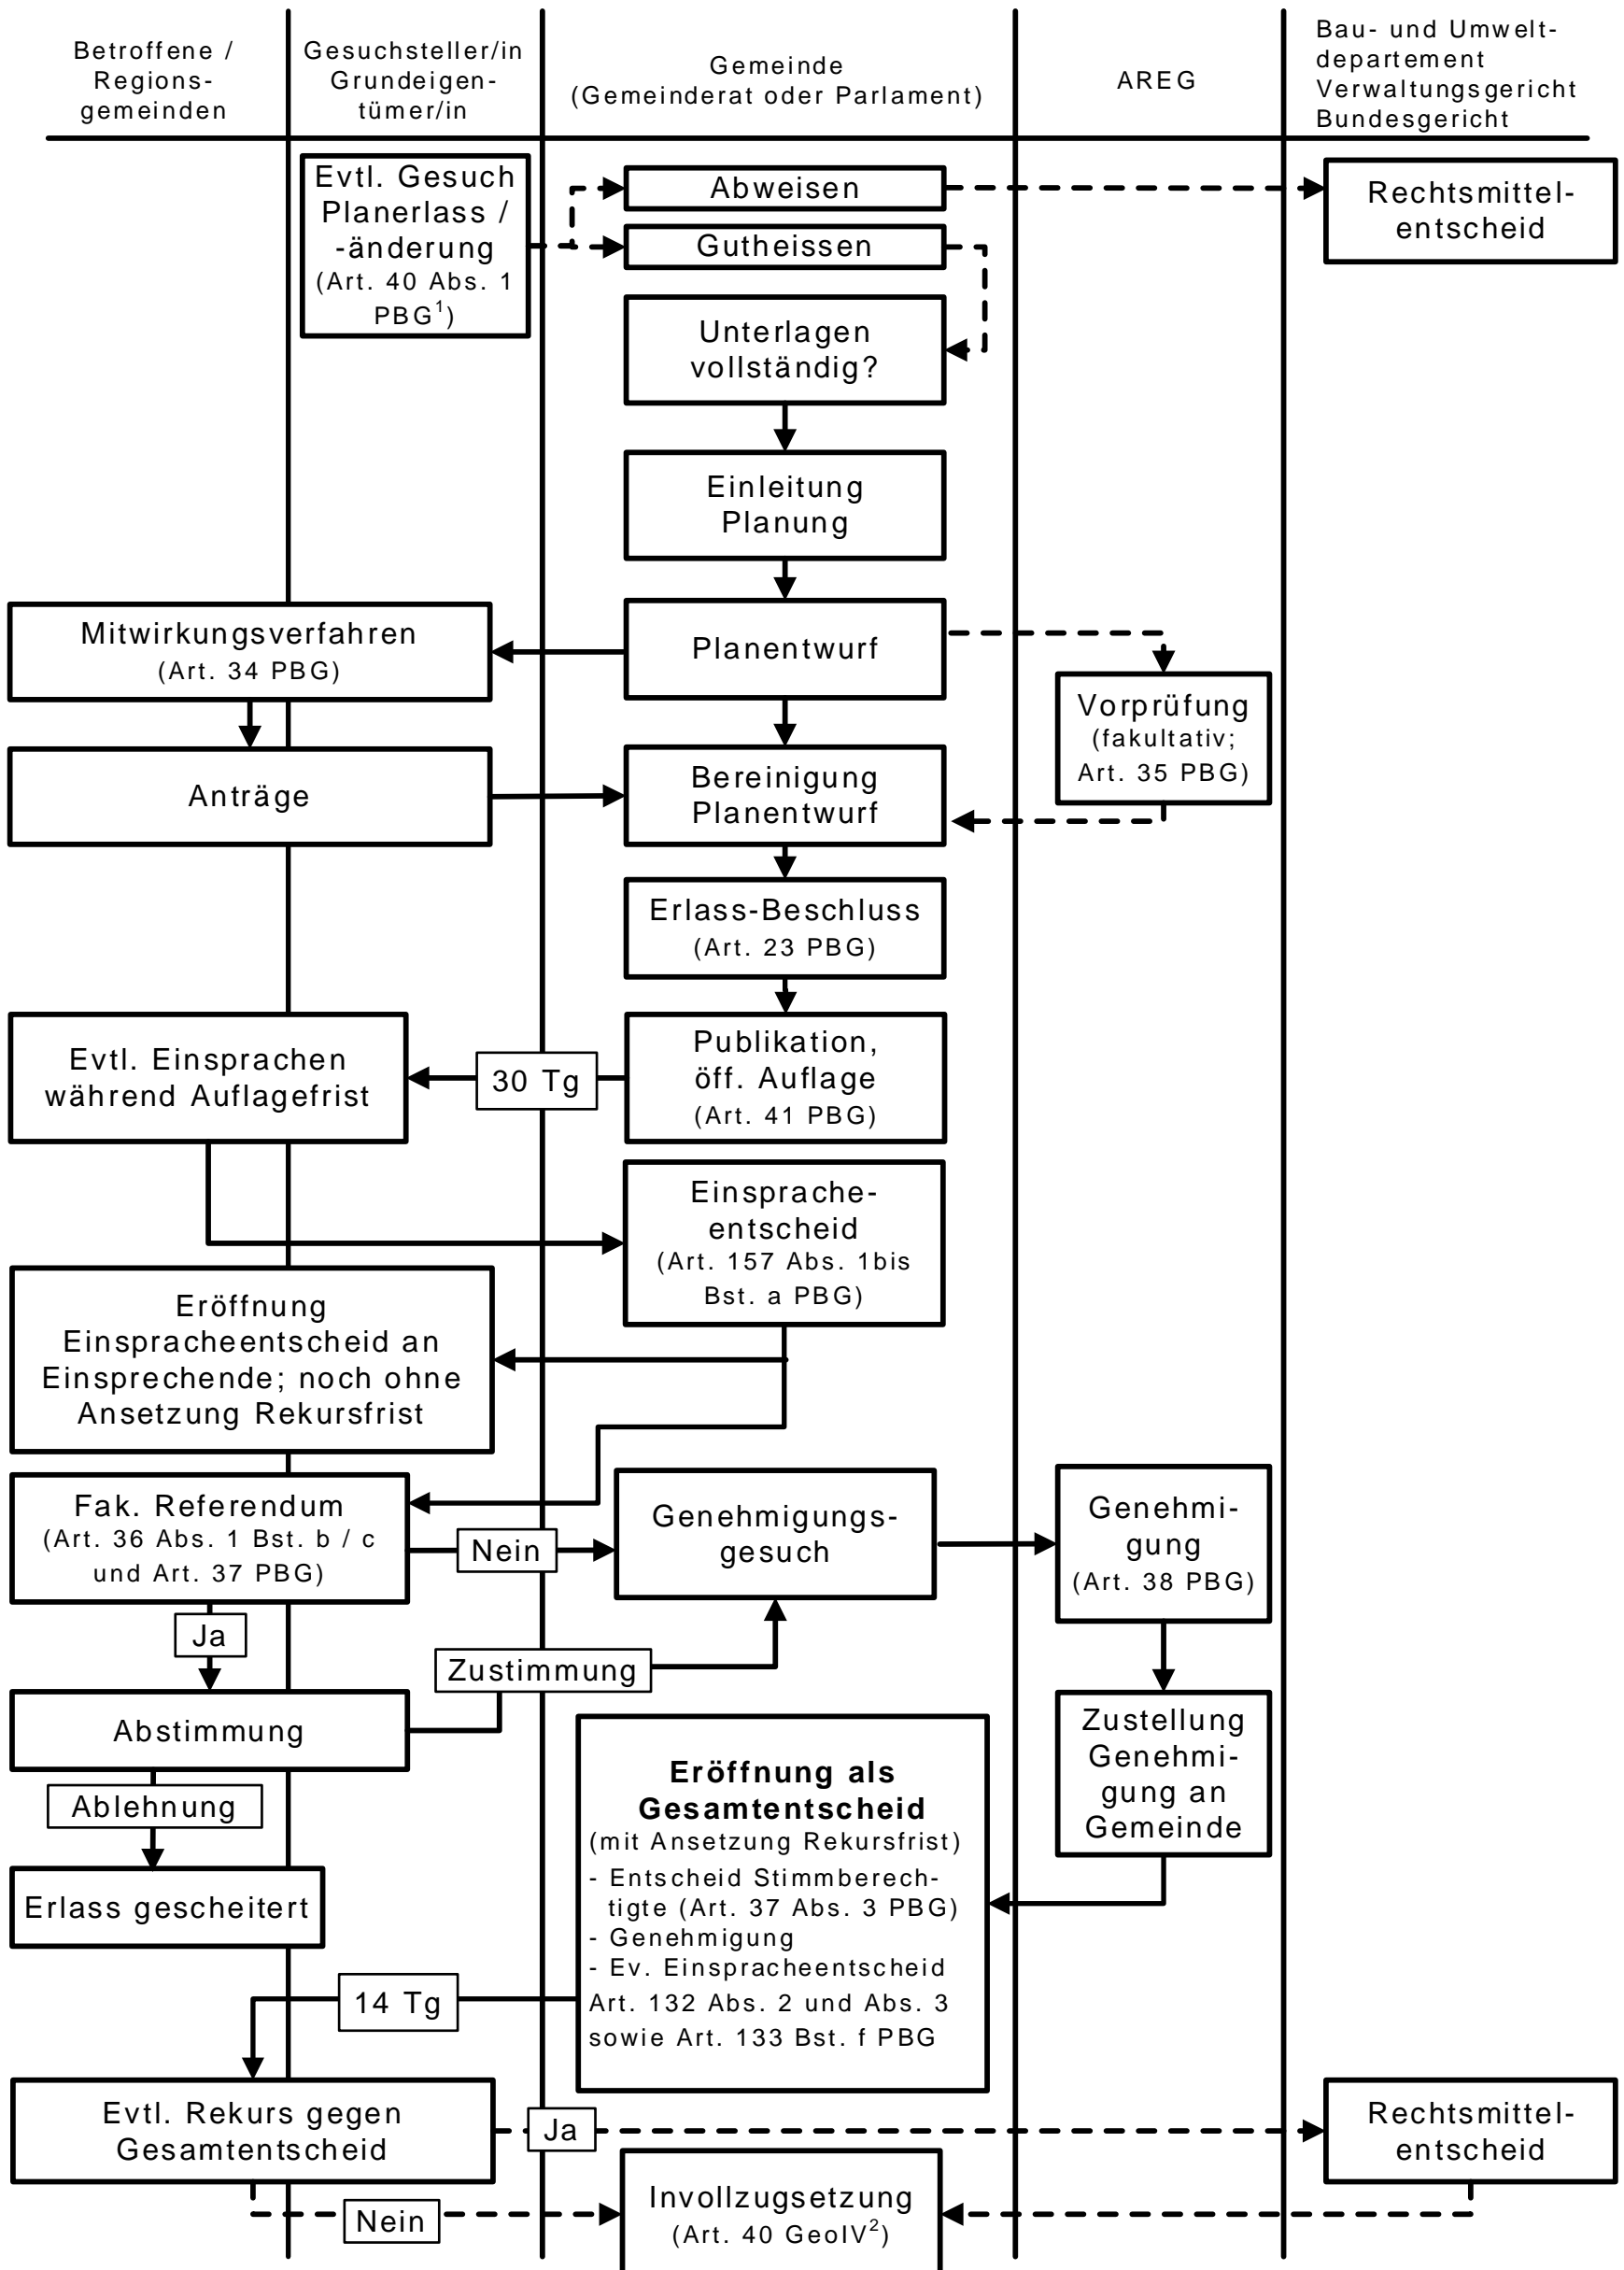 Betroffene /
Regions-
gemeinden
Gesuchsteller/in
Grundeigen-
tümer/in
Gemeinde
(Gemeinderat oder Parlament)
AREG
Bau- und Umwelt-
departement
Verwaltungsgericht
Bundesgericht
Evtl. Gesuch
Planerlass /
-änderung
(Art. 40 Abs. 1
PBG¹)
Abweisen
Gutheissen
Rechtsmittel-
entscheid
Unterlagen
vollständig?
Einleitung
Planung
Mitwirkungsverfahren
(Art. 34 PBG)
Planentwurf
Vorprüfung
(fakultativ;
Art. 35 PBG)
Anträge
Bereinigung
Planentwurf
Erlass-Beschluss
(Art. 23 PBG)
Evtl. Einsprachen
während Auflagefrist
30 Tg
Publikation,
öff. Auflage
(Art. 41 PBG)
Einsprache-
entscheid
(Art. 157 Abs. 1bis
Bst. a PBG)
Eröffnung
Einspracheentscheid an
Einsprechende; noch ohne
Ansetzung Rekursfrist
Fak. Referendum
(Art. 36 Abs. 1 Bst. b / c
und Art. 37 PBG)
Nein
Genehmigungs-
gesuch
Genehmi-
gung
(Art. 38 PBG)
Ja
Zustimmung
Abstimmung
Zustellung
Genehmi-
gung an
Gemeinde
Ablehnung
Erlass gescheitert
Eröffnung als
Gesamtentscheid
(mit Ansetzung Rekursfrist)
- Entscheid Stimmberech-
tigte (Art. 37 Abs. 3 PBG)
- Genehmigung
- Ev. Einspracheentscheid
Art. 132 Abs. 2 und Abs. 3
sowie Art. 133 Bst. f PBG
14 Tg
Evtl. Rekurs gegen
Gesamtentscheid
Ja
Rechtsmittel-
entscheid
Nein
Involl­zugsetzung
(Art. 40 GeoIV²)